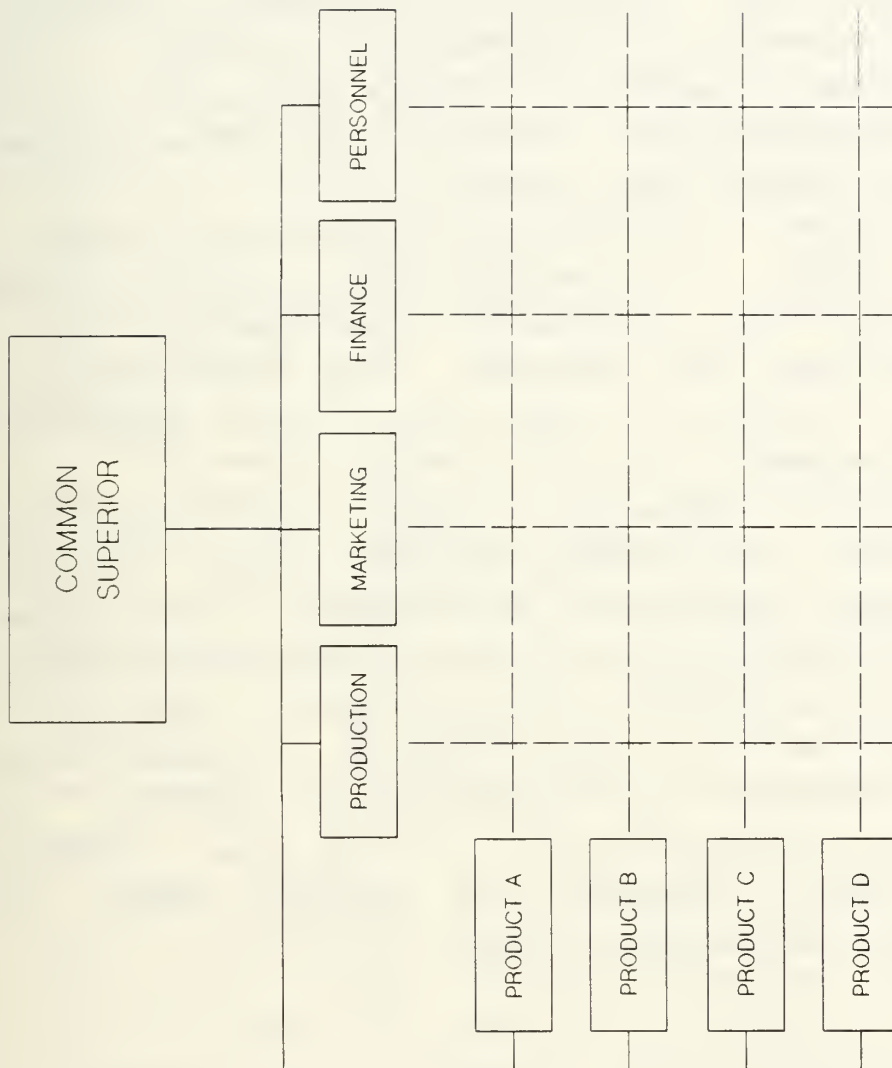 COMMON
SUPERIOR
PRODUCTION
MARKETING
FINANCE
PERSONNEL
PRODUCT A
PRODUCT B
PRODUCT C
PRODUCT D